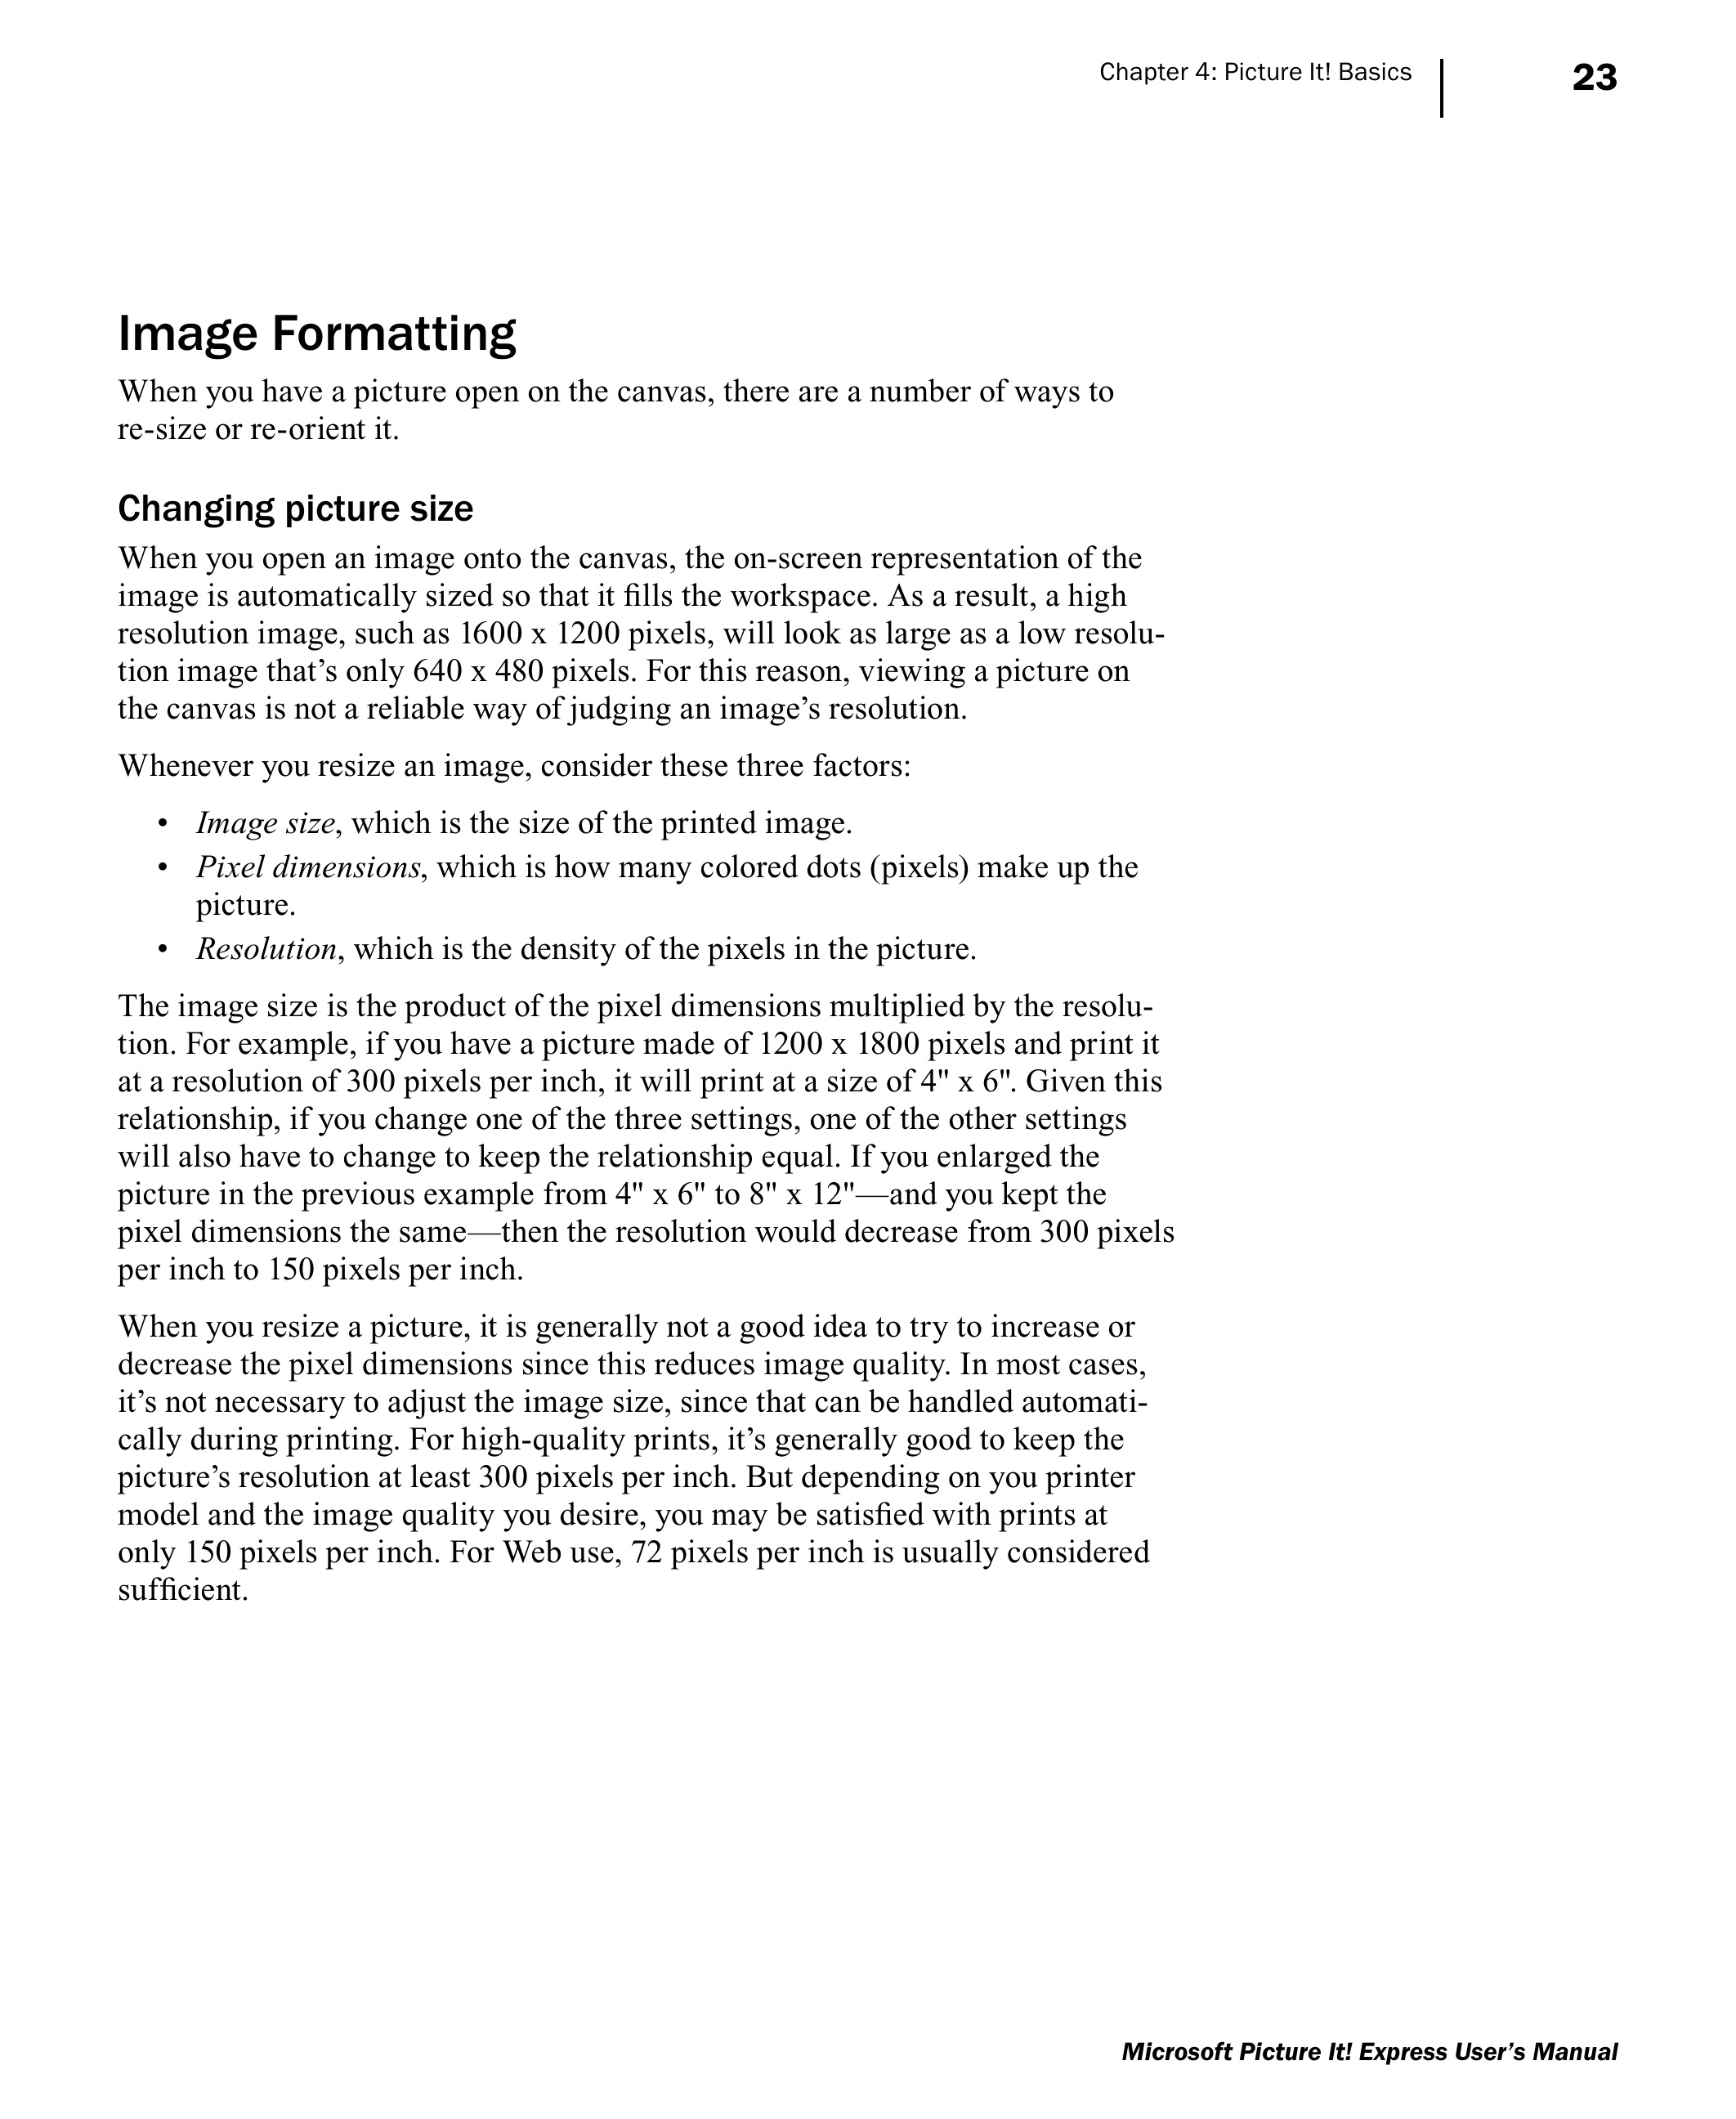 Chapter 4: Picture It! Basics
23
Image Formatting
When you have a picture open on the canvas, there are a number of ways to
re-size or re-orient it.
Changing picture size
When you open an image onto the canvas, the on-screen representation of the
image is automatically sized so that it fills the workspace. As a result, a high
resolution image, such as 1600 x 1200 pixels, will look as large as a low resolu-
tion image that’s only 640 x 480 pixels. For this reason, viewing a picture on
the canvas is not a reliable way of judging an image’s resolution.
Whenever you resize an image, consider these three factors:
• Image size, which is the size of the printed image.
• Pixel dimensions, which is how many colored dots (pixels) make up the
picture.
• Resolution, which is the density of the pixels in the picture.
The image size is the product of the pixel dimensions multiplied by the resolu-
tion. For example, if you have a picture made of 1200 x 1800 pixels and print it
at a resolution of 300 pixels per inch, it will print at a size of 4" x 6". Given this
relationship, if you change one of the three settings, one of the other settings
will also have to change to keep the relationship equal. If you enlarged the
picture in the previous example from 4" x 6" to 8" x 12"—and you kept the
pixel dimensions the same—then the resolution would decrease from 300 pixels
per inch to 150 pixels per inch.
When you resize a picture, it is generally not a good idea to try to increase or
decrease the pixel dimensions since this reduces image quality. In most cases,
it’s not necessary to adjust the image size, since that can be handled automati-
cally during printing. For high-quality prints, it’s generally good to keep the
picture’s resolution at least 300 pixels per inch. But depending on you printer
model and the image quality you desire, you may be satisfied with prints at
only 150 pixels per inch. For Web use, 72 pixels per inch is usually considered
sufficient.
Microsoft Picture It! Express User’s Manual